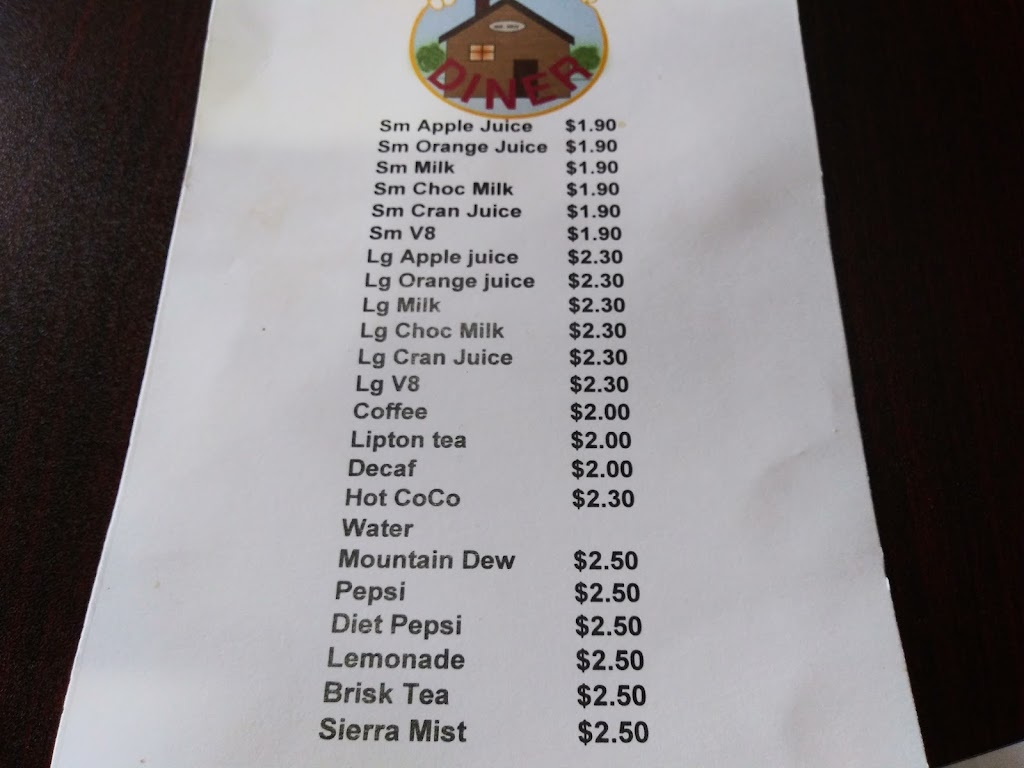 DINER
Sm Apple Juice $1.90
Sm Orange Juice $1.90
Sm Milk $1.90
Sm Choc Milk $1.90
Sm Cran Juice $1.90
Sm V8 $1.90
Lg Apple juice $2.30
Lg Orange juice $2.30
Lg Milk $2.30
Lg Choc Milk $2.30
Lg Cran Juice $2.30
Lg V8 $2.30
Coffee $2.00
Lipton tea $2.00
Decaf $2.00
Hot CoCo $2.30
Water
Mountain Dew $2.50
Pepsi $2.50
Diet Pepsi $2.50
Lemonade $2.50
Brisk Tea $2.50
Sierra Mist $2.50